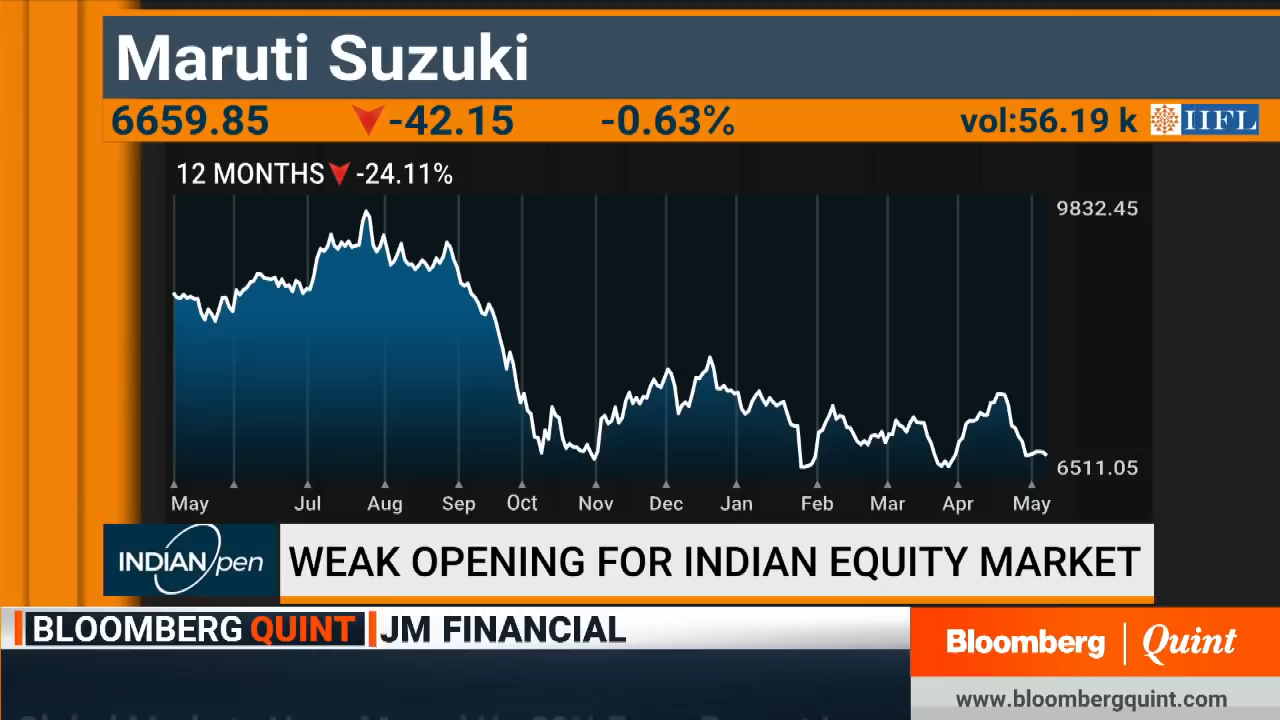 Maruti Suzuki
6659.85 -42.15 -0.63% vol:56.19 k IIFL
12 MONTHS -24.11%
9832.45
6511.05
May Jul Aug Sep Oct Nov Dec Jan Feb Mar Apr May
INDIAN Open WEAK OPENING FOR INDIAN EQUITY MARKET
BLOOMBERG QUINT JM FINANCIAL
Bloomberg | Quint
www.bloombergquint.com